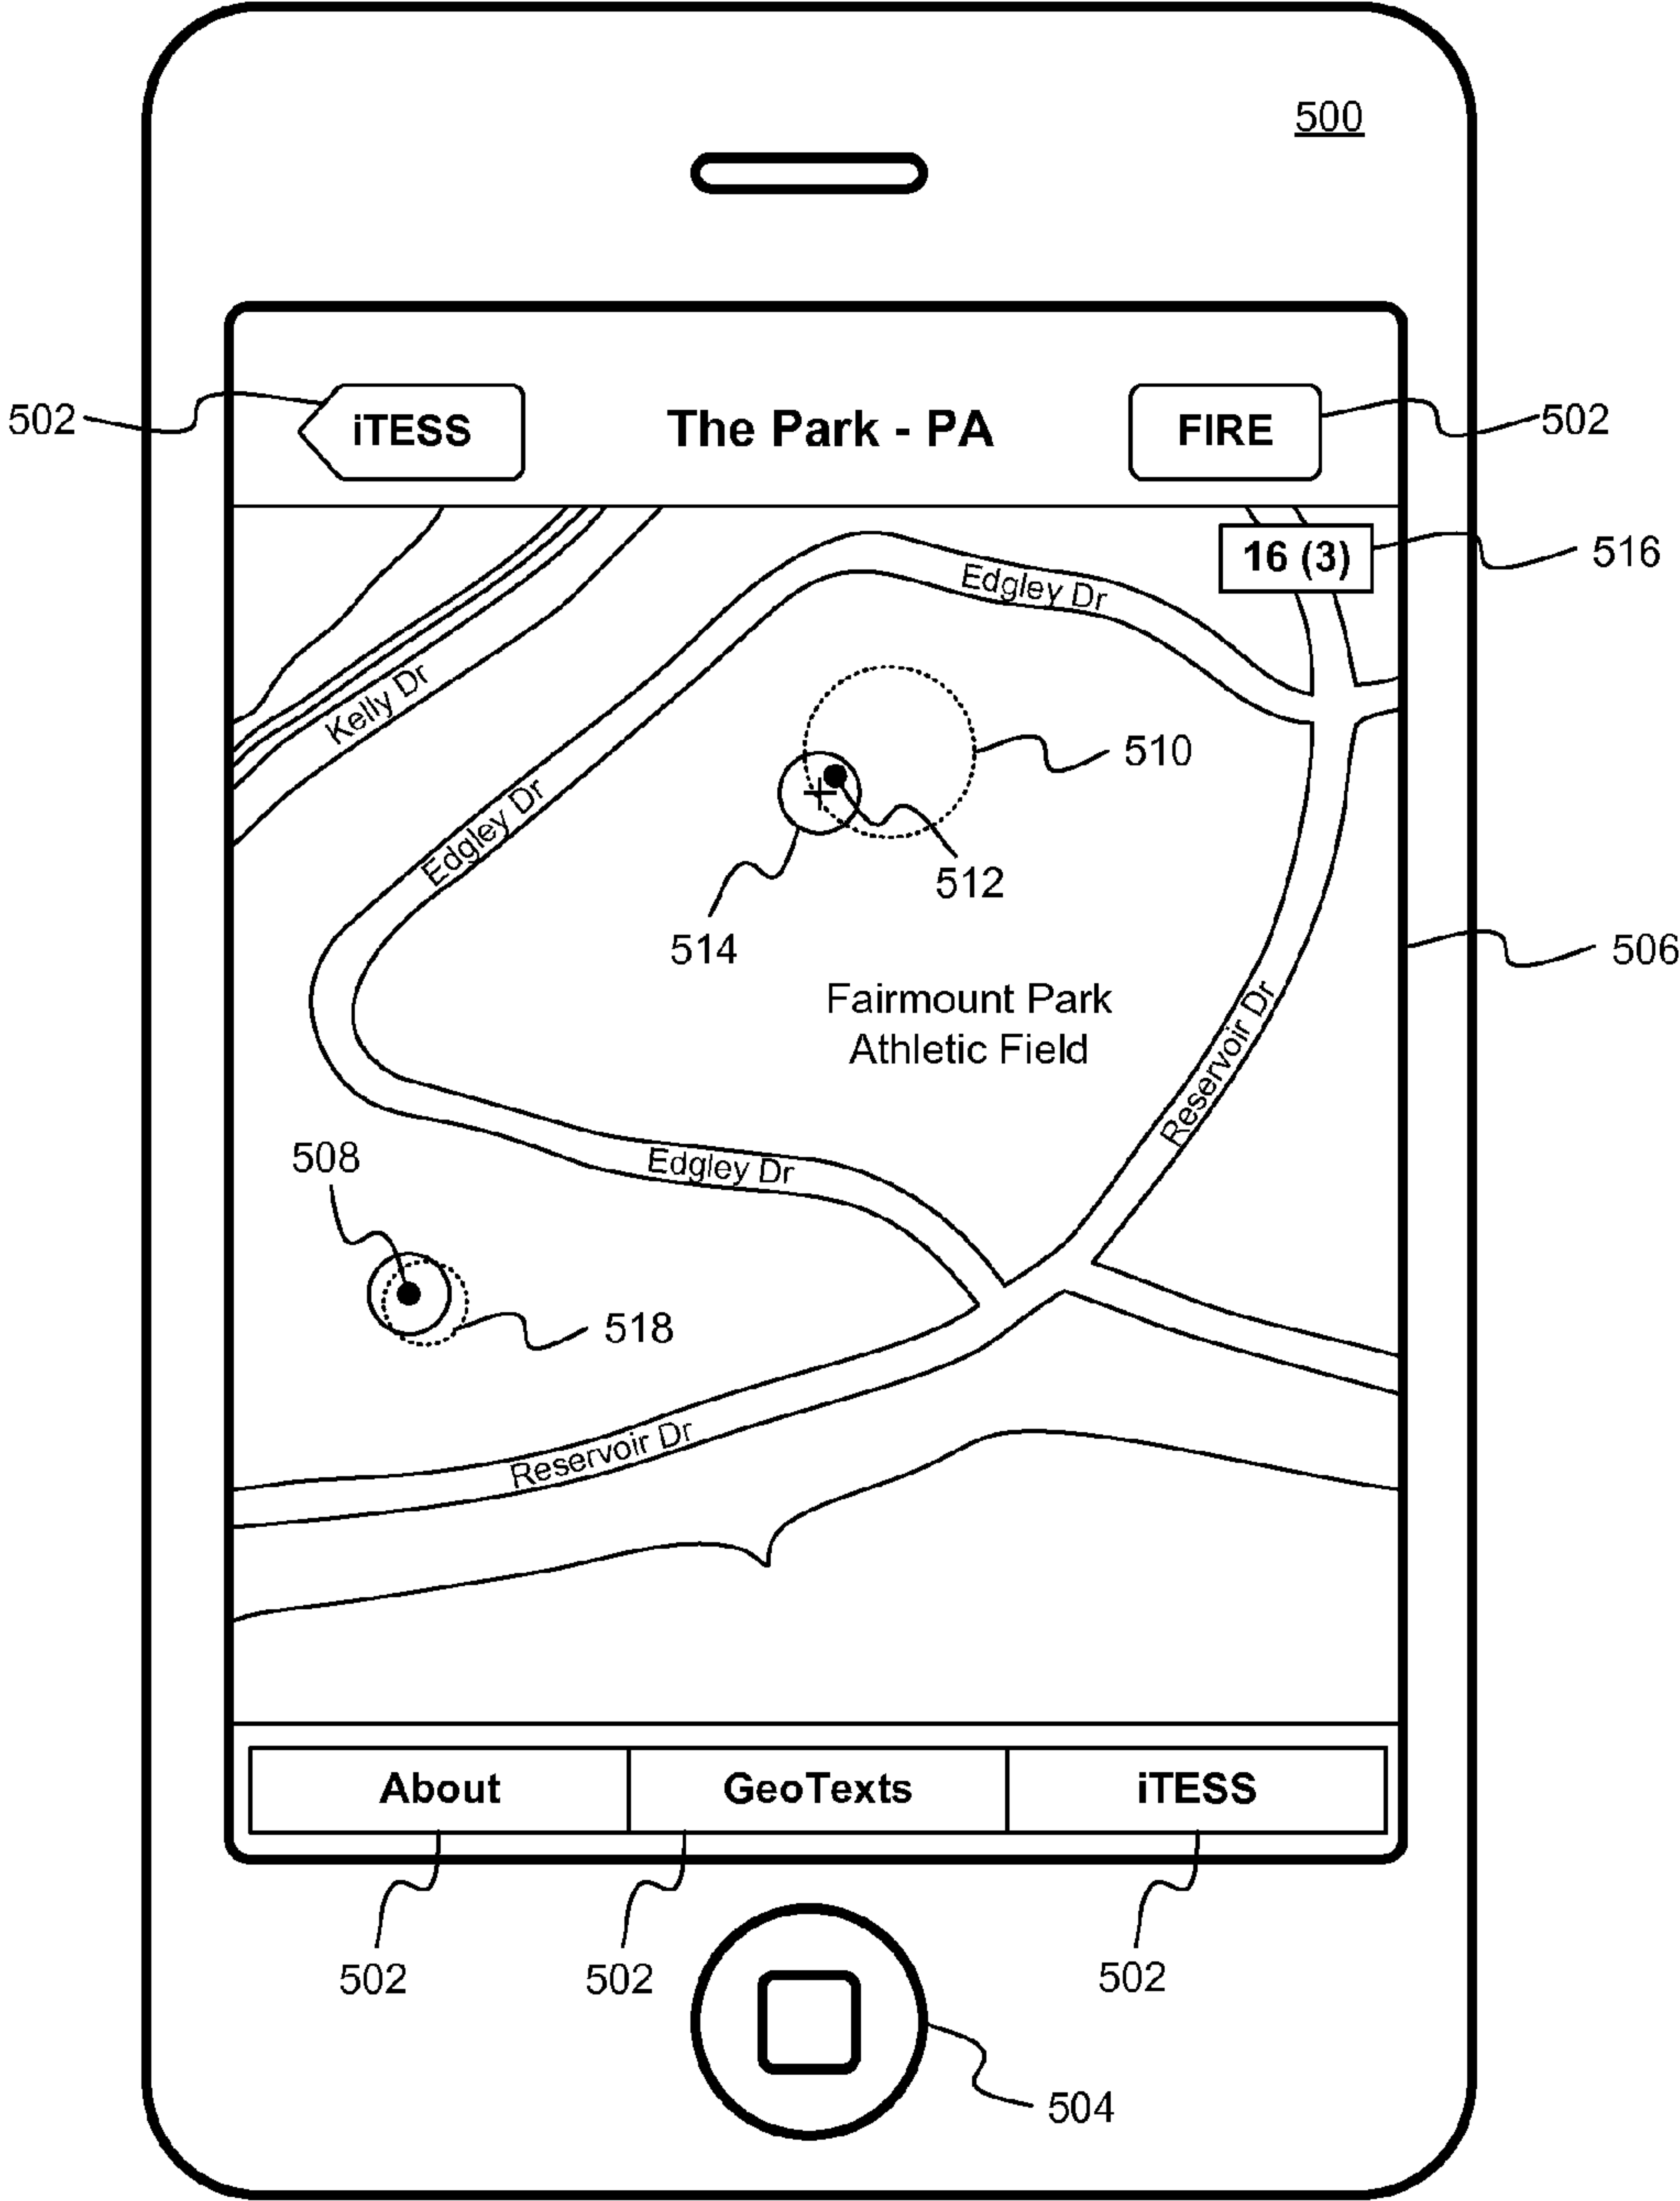 500
502
iTESS
The Park - PA
FIRE
502
16 (3)
516
Edgley Dr
Kelly Dr
510
Edgley Dr
512
514
506
Fairmount Park
Athletic Field
Reservoir Dr
508
Edgley Dr
518
Reservoir Dr
About
GeoTexts
iTESS
502
502
502
504